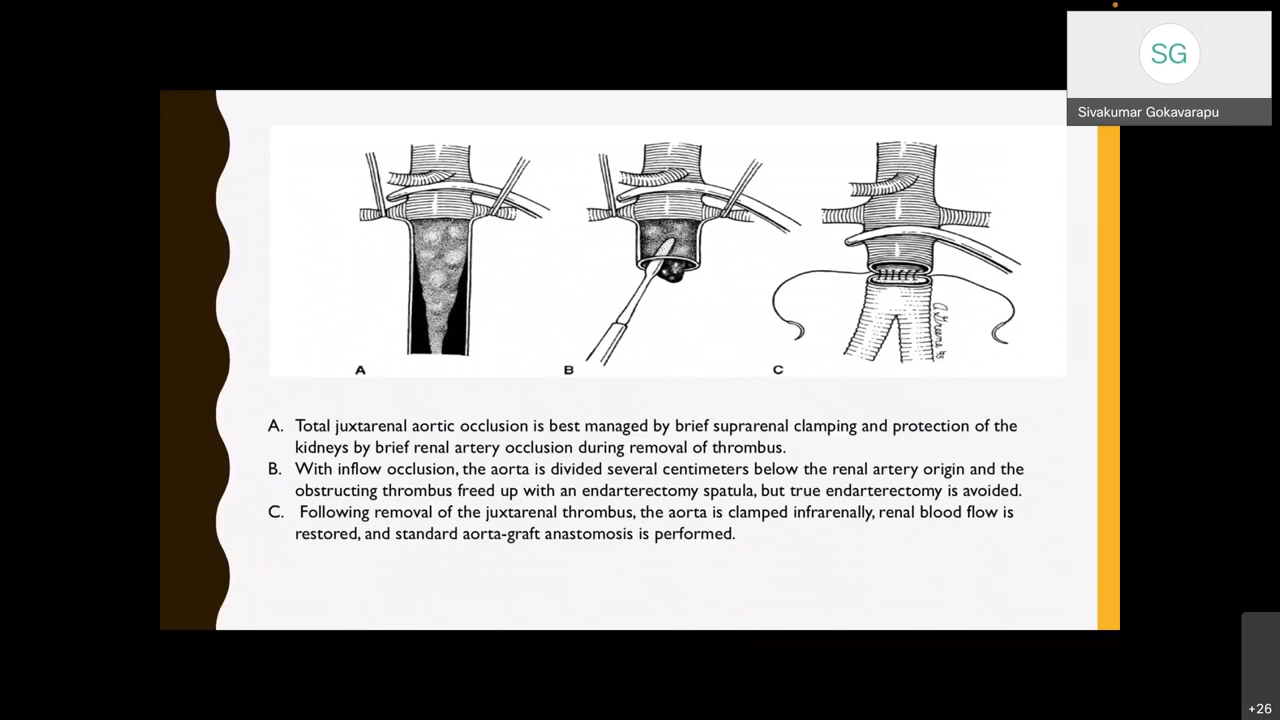 SG
Sivakumar Gokavarapu
A
B
C
A. Total juxtarenal aortic occlusion is best managed by brief suprarenal clamping and protection of the
kidneys by brief renal artery occlusion during removal of thrombus.
B. With inflow occlusion, the aorta is divided several centimeters below the renal artery origin and the
obstructing thrombus freed up with an endarterectomy spatula, but true endarterectomy is avoided.
C. Following removal of the juxtarenal thrombus, the aorta is clamped infrarenally, renal blood flow is
restored, and standard aorta-graft anastomosis is performed.
+26